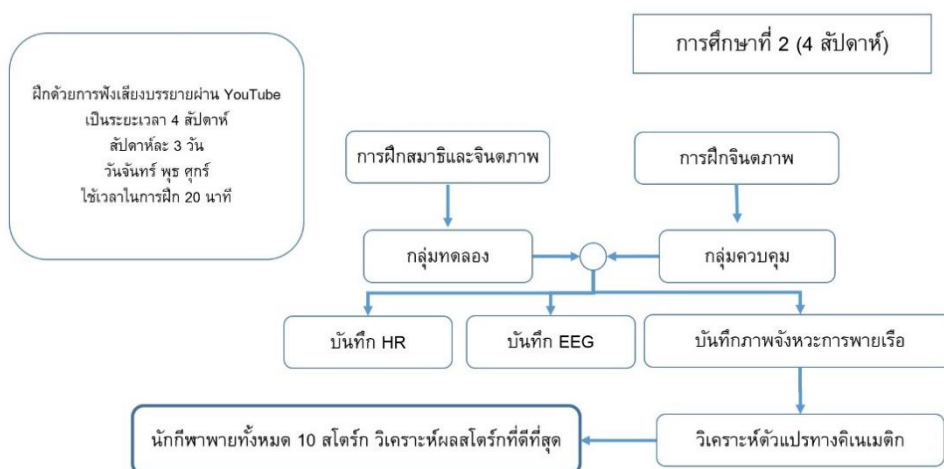 การศึกษาที่ 2 (4 สัปดาห์)
ฝึกด้วยการฟังเสียงบรรยายผ่าน YouTube
เป็นระยะเวลา 4 สัปดาห์
สัปดาห์ละ 3 วัน
วันจันทร์ พุธ ศุกร์
ใช้เวลาในการฝึก 20 นาที
การฝึกสมาธิและจินตภาพ
การฝึกจินตภาพ
กลุ่มทดลอง
กลุ่มควบคุม
บันทึก HR
บันทึก EEG
บันทึกภาพจังหวะการพายเรือ
นักกีฬาพายทั้งหมด 10 สโตร์ก วิเคราะห์ผลสโตร์กที่ดีที่สุด
วิเคราะห์ตัวแปรทางคิเนเมติก